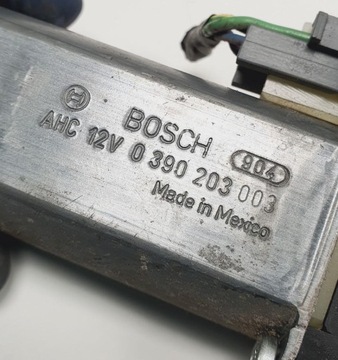 BOSCH 904
AHC 12V 0 390 203 003
Made in Mexico